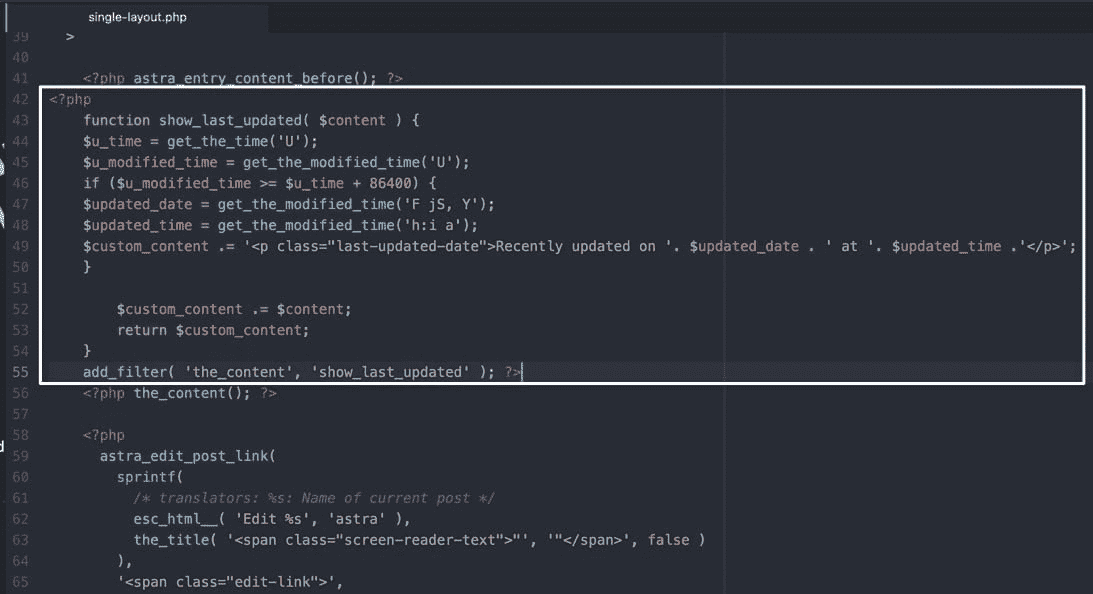 single-layout.php
39 >
40
41 <?php astra_entry_content_before(); ?>
42 <?php
43 function show_last_updated( $content ) {
44 $u_time = get_the_time('U');
45 $u_modified_time = get_the_modified_time('U');
46 if ($u_modified_time >= $u_time + 86400) {
47 $updated_date = get_the_modified_time('F jS, Y');
48 $updated_time = get_the_modified_time('h:i a');
49 $custom_content .= '<p class="last-updated-date">Recently updated on '. $updated_date . ' at '. $updated_time .'</p>';
50 }
51
52 $custom_content .= $content;
53 return $custom_content;
54 }
55 add_filter( 'the_content', 'show_last_updated' ); ?>
56 <?php the_content(); ?>
57
58 <?php
59 astra_edit_post_link(
60 sprintf(
61 /* translators: %s: Name of current post */
62 esc_html__( 'Edit %s', 'astra' ),
63 the_title( '<span class="screen-reader-text">"', '"</span>', false )
64 ),
65 '<span class="edit-link">',